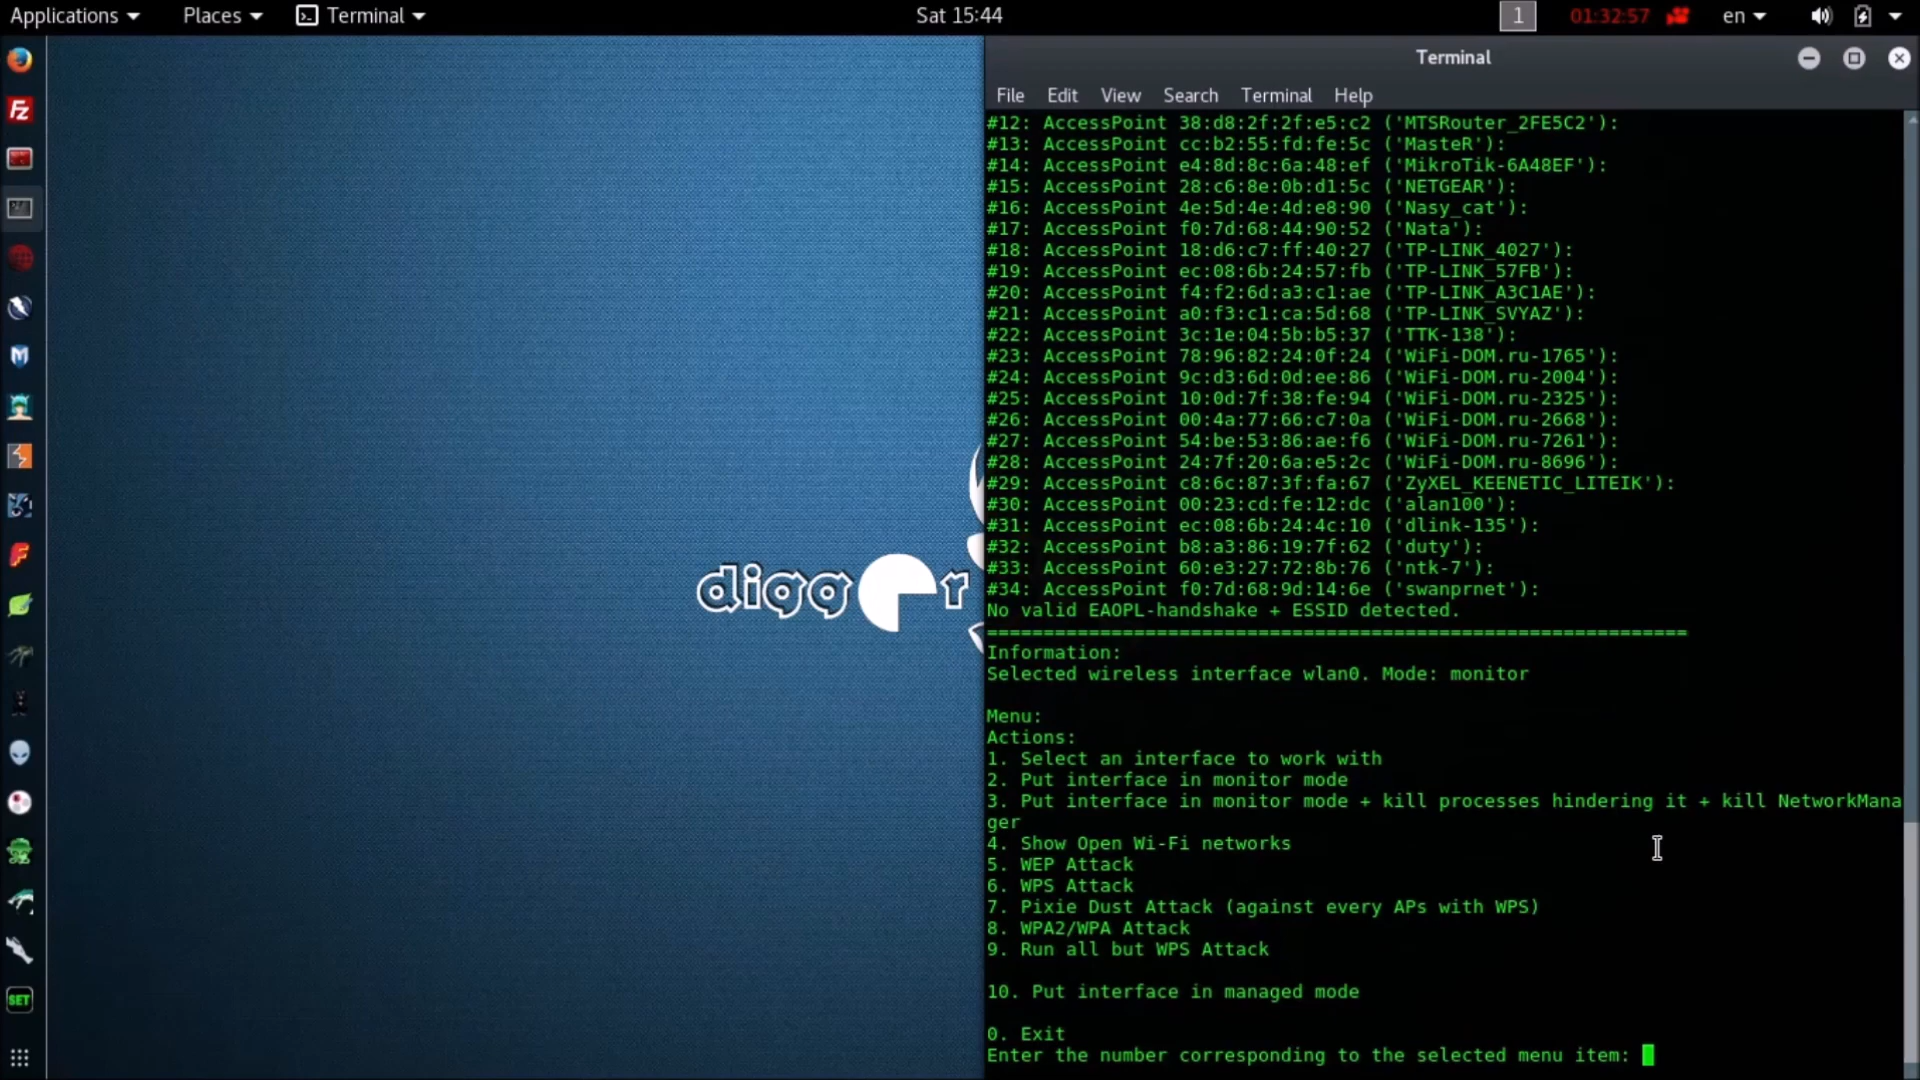 Applications Places Terminal Sat 15:44 1 01:32:57 en
Terminal
File Edit View Search Terminal Help
#12: AccessPoint 38:d8:2f:2f:e5:c2 ('MTSRouter_2FE5C2'):
#13: AccessPoint cc:b2:55:fd:fe:5c ('MasteR'):
#14: AccessPoint e4:8d:8c:6a:48:ef ('MikroTik-6A48EF'):
#15: AccessPoint 28:c6:8e:0b:d1:5c ('NETGEAR'):
#16: AccessPoint 4e:5d:4e:4d:e8:90 ('Nasy_cat'):
#17: AccessPoint f0:7d:68:44:90:52 ('Nata'):
#18: AccessPoint 18:d6:c7:ff:40:27 ('TP-LINK_4027'):
#19: AccessPoint ec:08:6b:24:57:fb ('TP-LINK_57FB'):
#20: AccessPoint f4:f2:6d:a3:c1:ae ('TP-LINK_A3C1AE'):
#21: AccessPoint a0:f3:c1:ca:5d:68 ('TP-LINK_SVYAZ'):
#22: AccessPoint 3c:1e:04:5b:b5:37 ('TTK-138'):
#23: AccessPoint 78:96:82:24:0f:24 ('WiFi-DOM.ru-1765'):
#24: AccessPoint 9c:d3:6d:0d:ee:86 ('WiFi-DOM.ru-2004'):
#25: AccessPoint 10:0d:7f:38:fe:94 ('WiFi-DOM.ru-2325'):
#26: AccessPoint 00:4a:77:66:c7:0a ('WiFi-DOM.ru-2668'):
#27: AccessPoint 54:be:53:86:ae:f6 ('WiFi-DOM.ru-7261'):
#28: AccessPoint 24:7f:20:6a:e5:2c ('WiFi-DOM.ru-8696'):
#29: AccessPoint c8:6c:87:3f:fa:67 ('ZyXEL_KEENETIC_LITEIK'):
#30: AccessPoint 00:23:cd:fe:12:dc ('alan100'):
#31: AccessPoint ec:08:6b:24:4c:10 ('dlink-135'):
#32: AccessPoint b8:a3:86:19:7f:62 ('duty'):
#33: AccessPoint 60:e3:27:72:8b:76 ('ntk-7'):
#34: AccessPoint f0:7d:68:9d:14:6e ('swanprnet'):
No valid EAOPL-handshake + ESSID detected.
==============================================================
Information:
Selected wireless interface wlan0. Mode: monitor
Menu:
Actions:
1. Select an interface to work with
2. Put interface in monitor mode
3. Put interface in monitor mode + kill processes hindering it + kill NetworkMana
ger
4. Show Open Wi-Fi networks
5. WEP Attack
6. WPS Attack
7. Pixie Dust Attack (against every APs with WPS)
8. WPA2/WPA Attack
9. Run all but WPS Attack
10. Put interface in managed mode
0. Exit
Enter the number corresponding to the selected menu item:
digg r
SET